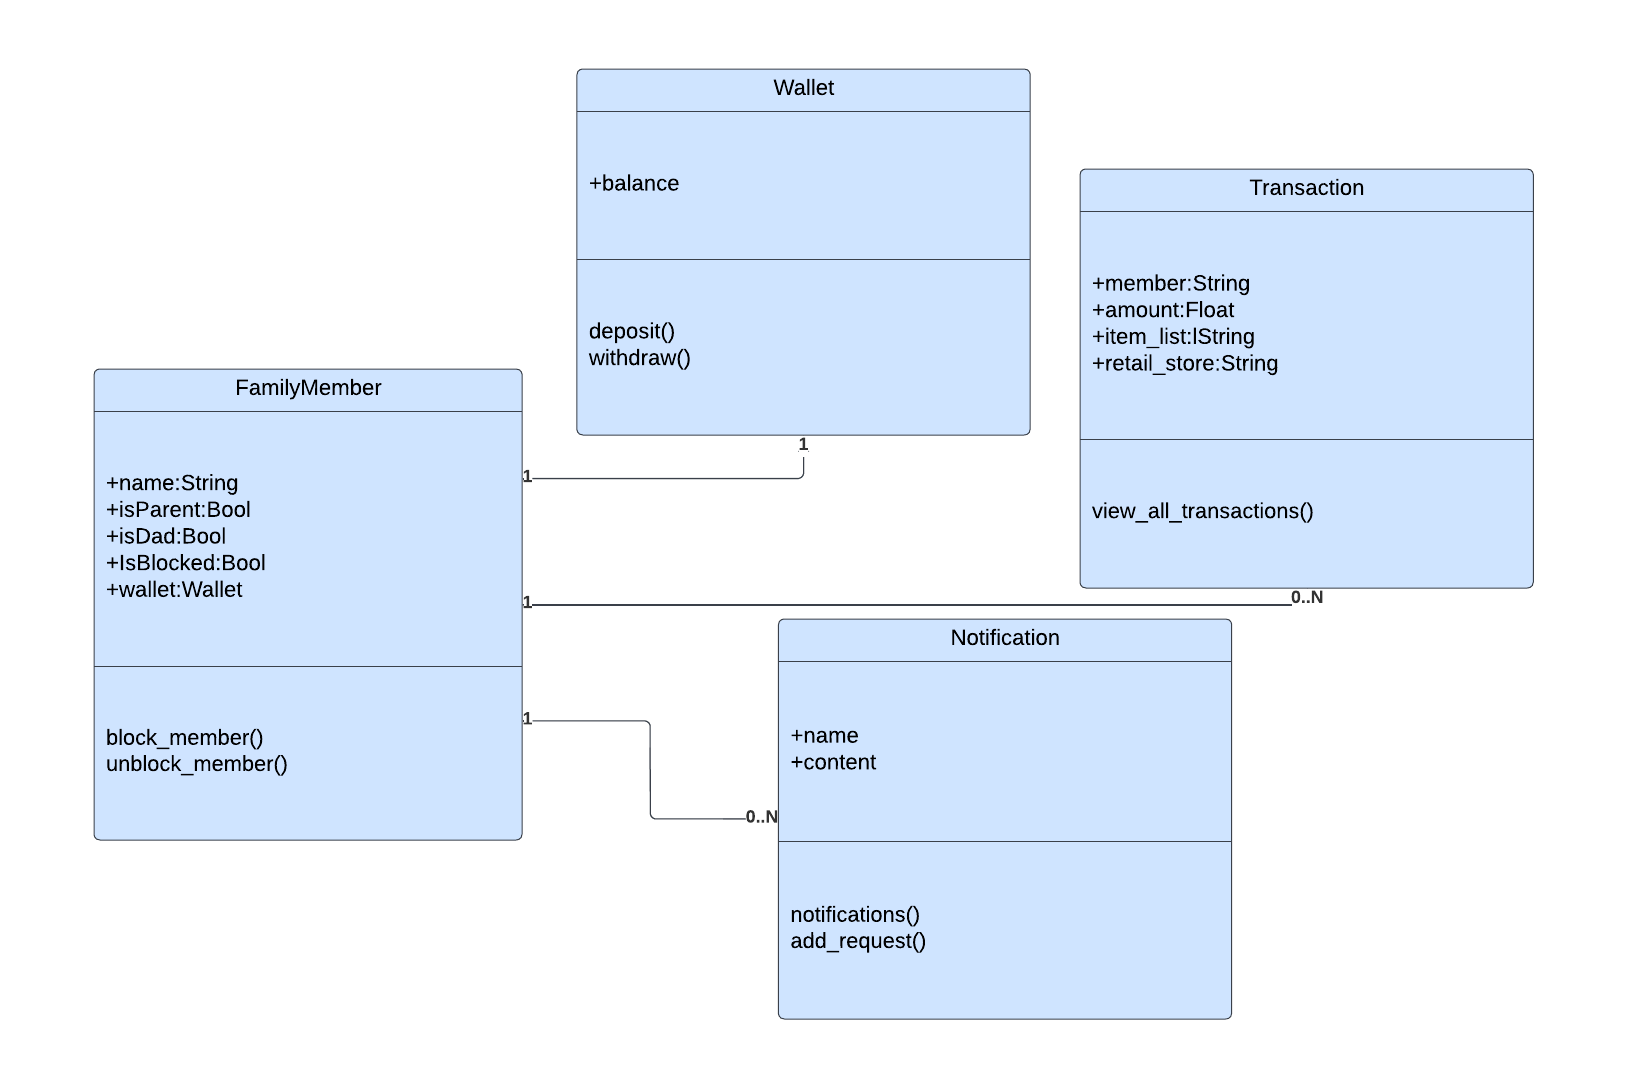 Wallet
+balance
deposit()
withdraw()
1
Transaction
+member:String
+amount:Float
+item_list:lString
+retail_store:String
view_all_transactions()
0..N
FamilyMember
+name:String
+isParent:Bool
+isDad:Bool
+IsBlocked:Bool
+wallet:Wallet
block_member()
unblock_member()
1
1
1
0..N
Notification
+name
+content
notifications()
add_request()